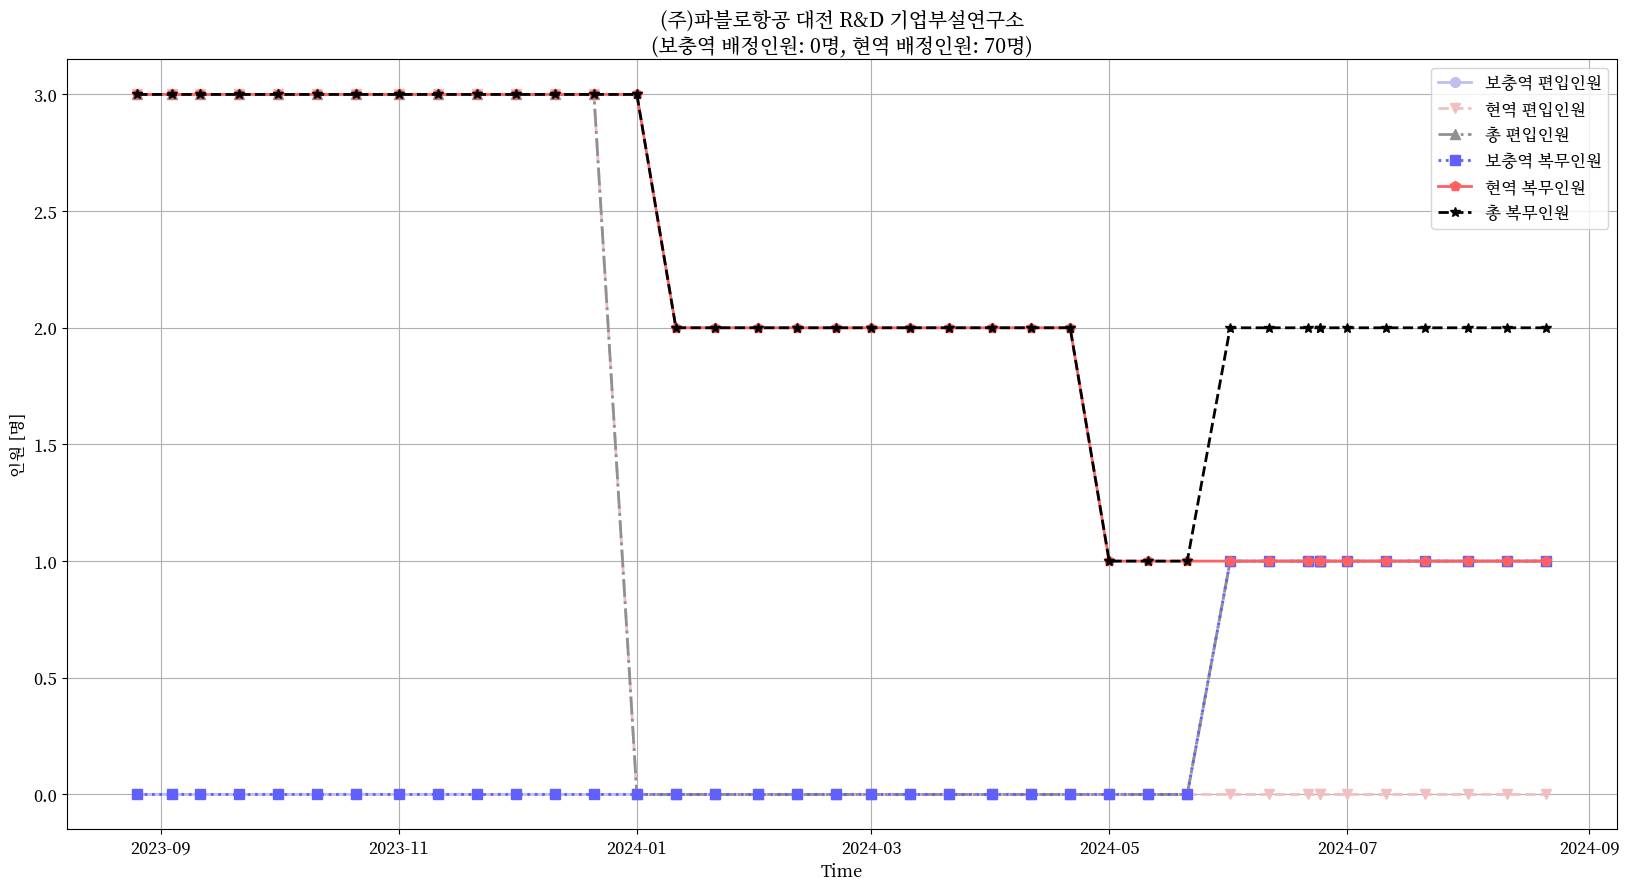 (주)파블로항공 대전 R&D 기업부설연구소
(보충역 배정인원: 0명, 현역 배정인원: 70명)
보충역 편입인원
현역 편입인원
총 편입인원
보충역 복무인원
현역 복무인원
총 복무인원
인원 [명]
3.0
2.5
2.0
1.5
1.0
0.5
0.0
2023-09
2023-11
2024-01
2024-03
2024-05
2024-07
2024-09
Time